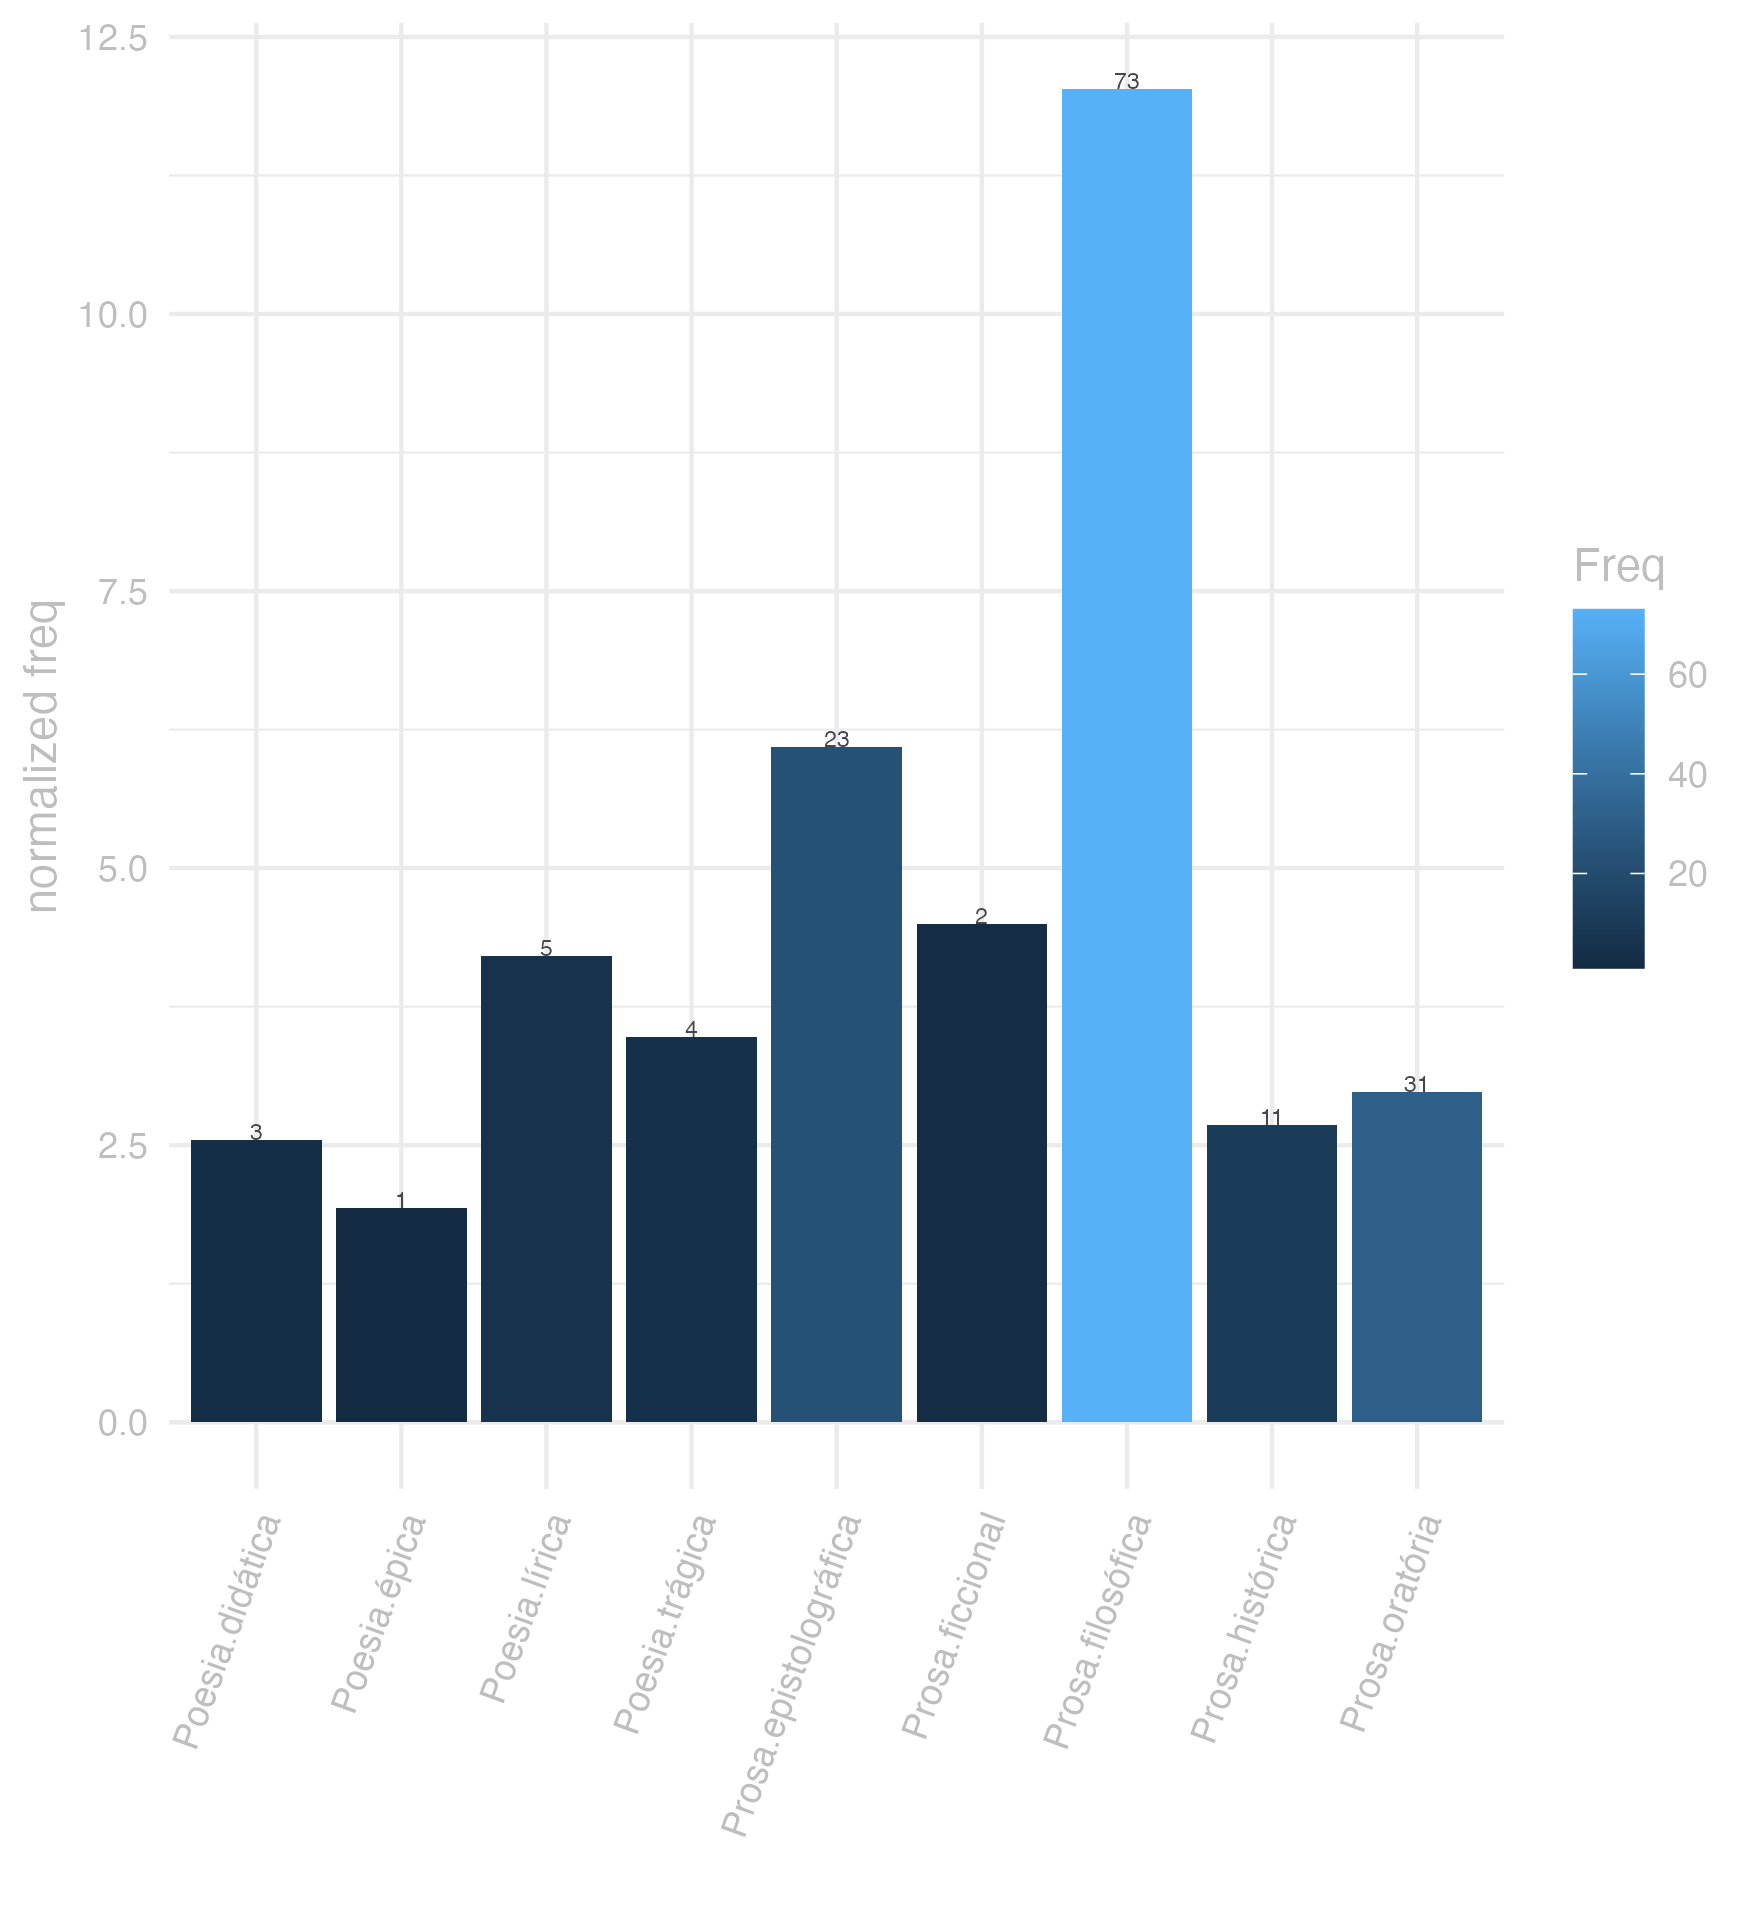 12.5
10.0
7.5
5.0
2.5
0.0
normalized freq
73
23
2
5
4
31
11
3
1
Poesia.didática
Poesia.épica
Poesia.lírica
Poesia.trágica
Prosa.epistolográfica
Prosa.ficcional
Prosa.filosófica
Prosa.histórica
Prosa.oratória
Freq
60
40
20